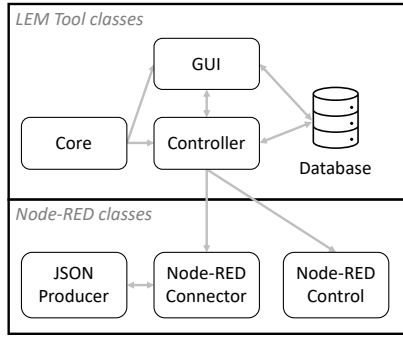 LEM Tool classes
GUI
Core
Controller
Database
Node-RED classes
JSON
Producer
Node-RED
Connector
Node-RED
Control